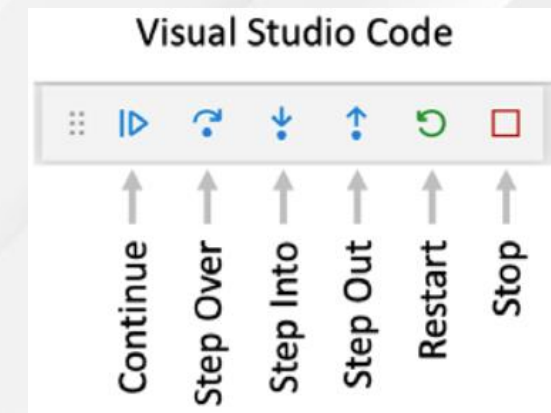 Visual Studio Code
Continue
Step Over
Step Into
Step Out
Restart
Stop